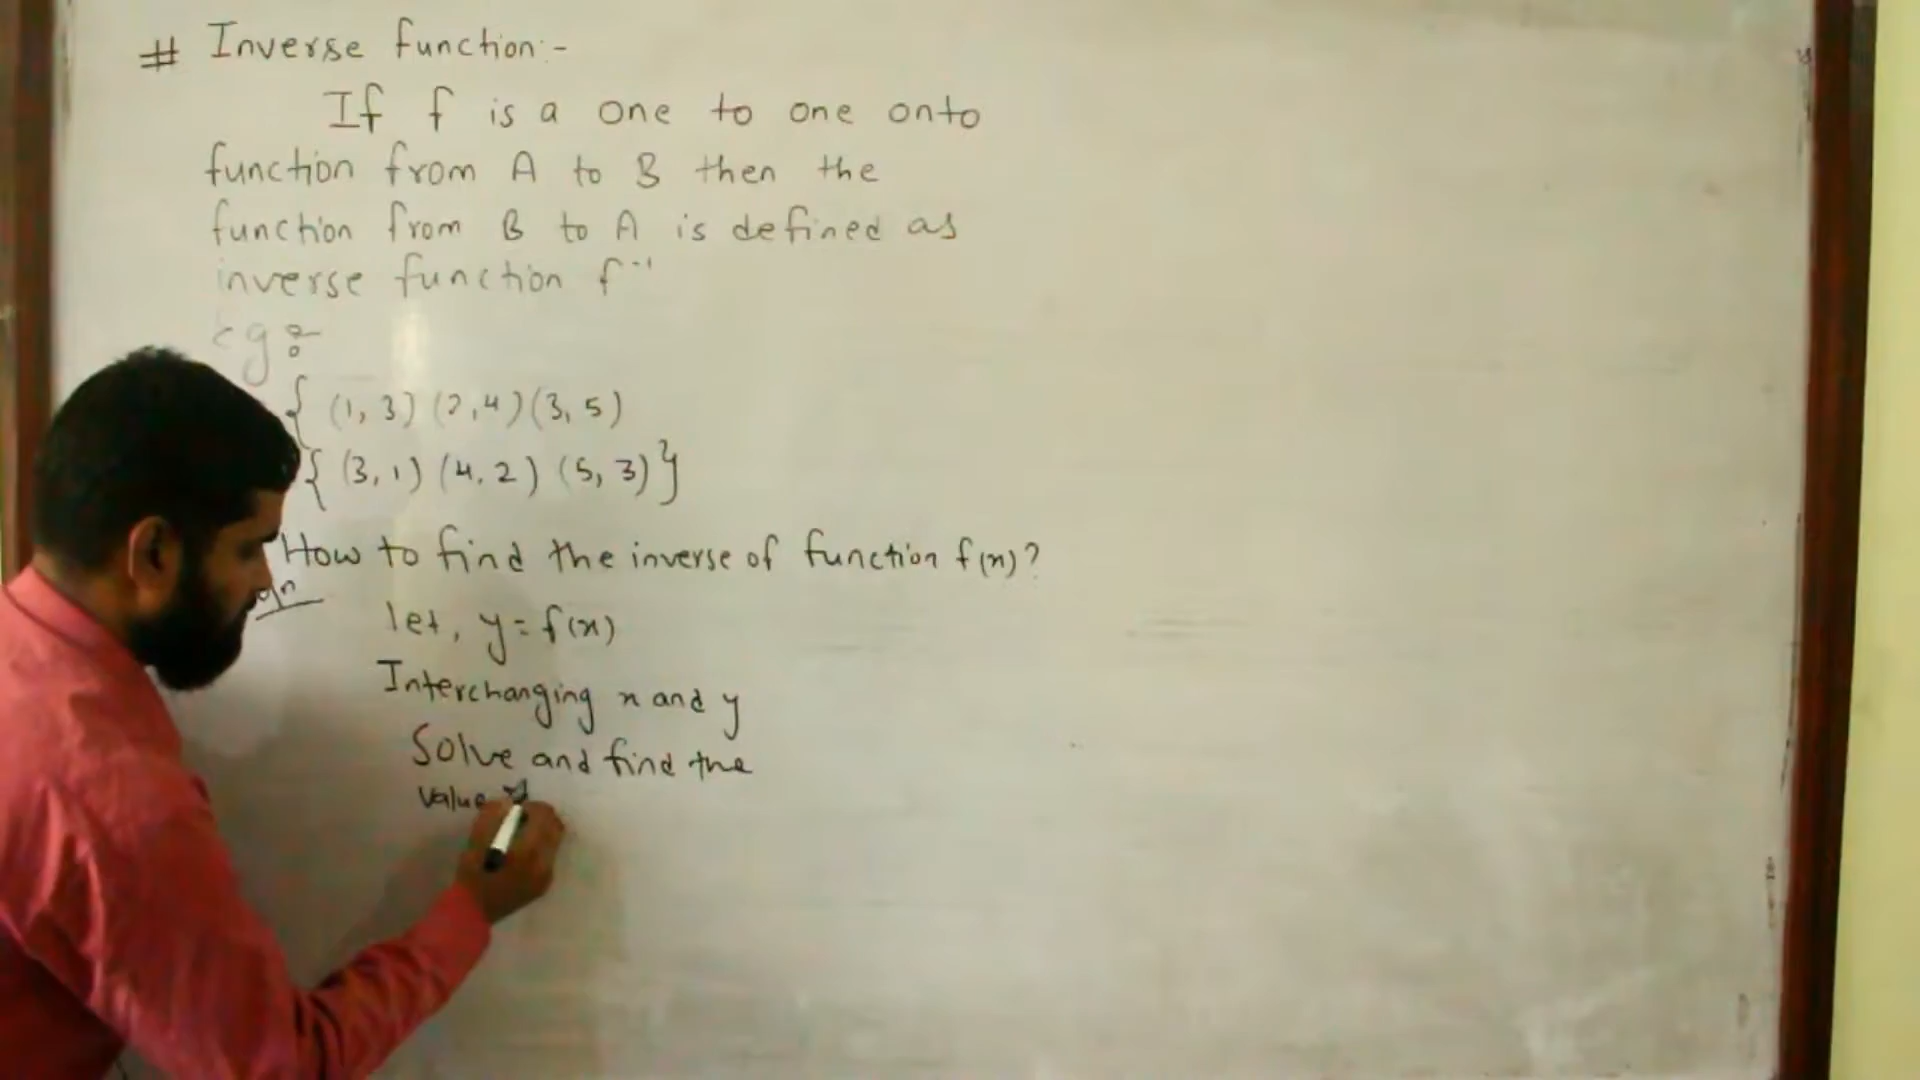 # Inverse function:-
If f is a one to one onto
function from A to B then the
function from B to A is defined as
inverse function f⁻¹
eg:
{ (1, 3) (2, 4) (3, 5)
{ (3, 1) (4, 2) (5, 3) }
How to find the inverse of function f(x)?
let, y = f(x)
Interchanging x and y
Solve and find the
value